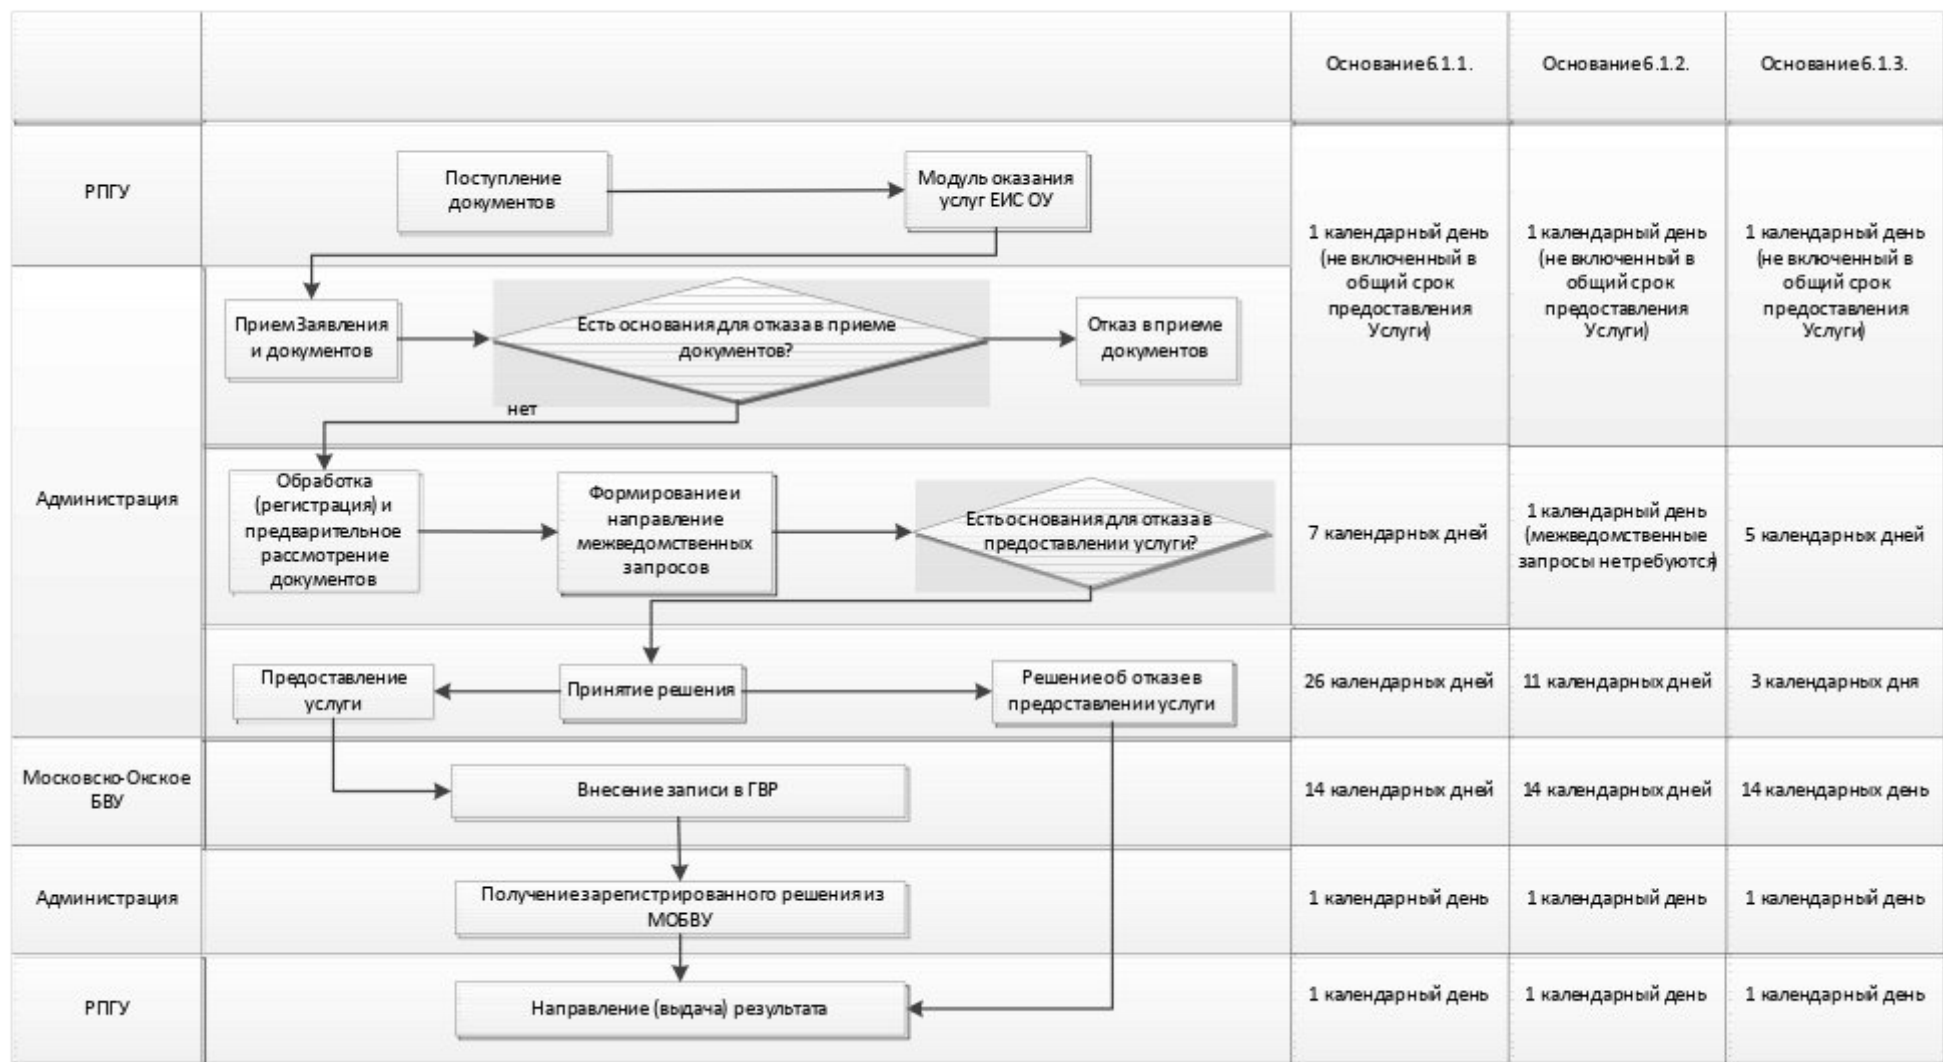 Основание 6.1.1.
Основание 6.1.2.
Основание 6.1.3.
РПГУ
Поступление
документов
Модуль оказания
услуг ЕИС ОУ
1 календарный день
(не включенный в
общий срок
предоставления
Услуги)
1 календарный день
(не включенный в
общий срок
предоставления
Услуги)
1 календарный день
(не включенный в
общий срок
предоставления
Услуги)
Администрация
Прием Заявления
и документов
Есть основания для отказа в приеме
документов?
Отказ в приеме
документов
нет
Обработка
(регистрация) и
предварительное
рассмотрение
документов
Формирование и
направление
межведомственных
запросов
Есть основания для отказа в
предоставлении услуги?
7 календарных дней
1 календарный день
(межведомственные
запросы нетребуются)
5 календарных дней
Предоставление
услуги
Принятие решения
Решение об отказе в
предоставлении услуги
26 календарных дней
11 календарных дней
3 календарных дня
Московско-Окское
БВУ
Внесение записи в ГВР
14 календарных дней
14 календарных дней
14 календарных день
Администрация
Получение зарегистрированного решения из
МОБВУ
1 календарный день
1 календарный день
1 календарный день
РПГУ
Направление (выдача) результата
1 календарный день
1 календарный день
1 календарный день